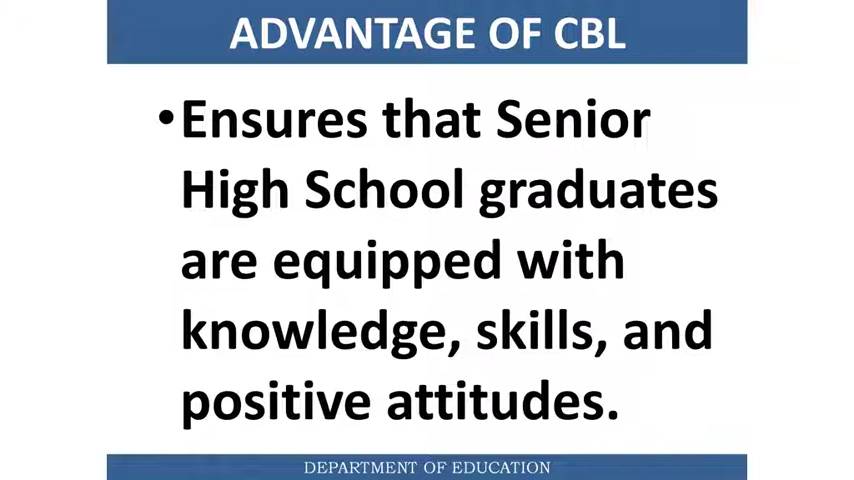 ADVANTAGE OF CBL
•Ensures that Senior
High School graduates
are equipped with
knowledge, skills, and
positive attitudes.
DEPARTMENT OF EDUCATION